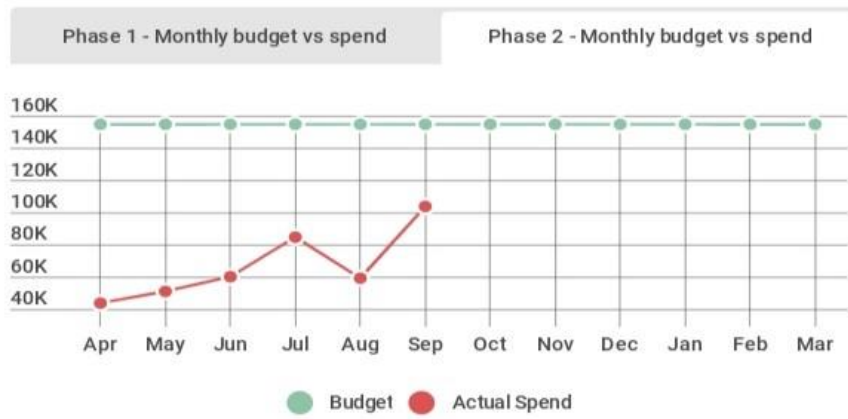 Phase 1 - Monthly budget vs spend Phase 2 - Monthly budget vs spend
160K
140K
120K
100K
80K
60K
40K
Apr May Jun Jul Aug Sep Oct Nov Dec Jan Feb Mar
Budget Actual Spend